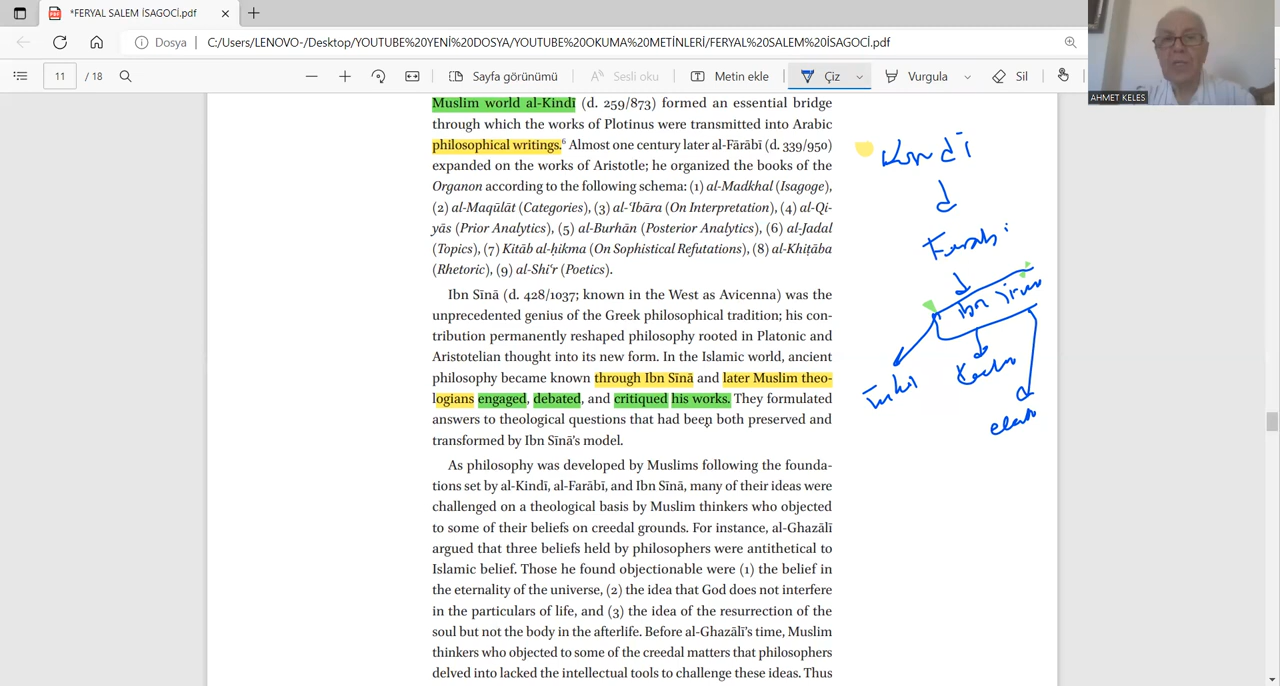 *FERYAL SALEM İSAGOCİ.pdf
Dosya C:/Users/LENOVO-/Desktop/YOUTUBE%20YENİ%20DOSYA/YOUTUBE%20OKUMA%20METİNLERİ/FERYAL%20SALEM%20İSAGOCİ.pdf
11 / 18 Sayfa görünümü Sesli oku Metin ekle Çiz Vurgula Sil
AHMET KELES
Muslim world al-Kindī (d. 259/873) formed an essential bridge
through which the works of Plotinus were transmitted into Arabic
philosophical writings.6 Almost one century later al-Fārābī (d. 339/950)
expanded on the works of Aristotle; he organized the books of the
Organon according to the following schema: (1) al-Madkhal (Isagoge),
(2) al-Maqūlāt (Categories), (3) al-ʿIbāra (On Interpretation), (4) al-Qi-
yās (Prior Analytics), (5) al-Burhān (Posterior Analytics), (6) al-Jadal
(Topics), (7) Kitāb al-ḥikma (On Sophistical Refutations), (8) al-Khiṭāba
(Rhetoric), (9) al-Shiʿr (Poetics).
Ibn Sīnā (d. 428/1037; known in the West as Avicenna) was the
unprecedented genius of the Greek philosophical tradition; his con-
tribution permanently reshaped philosophy rooted in Platonic and
Aristotelian thought into its new form. In the Islamic world, ancient
philosophy became known through Ibn Sīnā and later Muslim theo-
logians engaged, debated, and critiqued his works. They formulated
answers to theological questions that had been both preserved and
transformed by Ibn Sīnā's model.
As philosophy was developed by Muslims following the founda-
tions set by al-Kindī, al-Farābī, and Ibn Sīnā, many of their ideas were
challenged on a theological basis by Muslim thinkers who objected
to some of their beliefs on creedal grounds. For instance, al-Ghazālī
argued that three beliefs held by philosophers were antithetical to
Islamic belief. Those he found objectionable were (1) the belief in
the eternality of the universe, (2) the idea that God does not interfere
in the particulars of life, and (3) the idea of the resurrection of the
soul but not the body in the afterlife. Before al-Ghazālī's time, Muslim
thinkers who objected to some of the creedal matters that philosophers
delved into lacked the intellectual tools to challenge these ideas. Thus
Kındī
Farabi
ibn sina